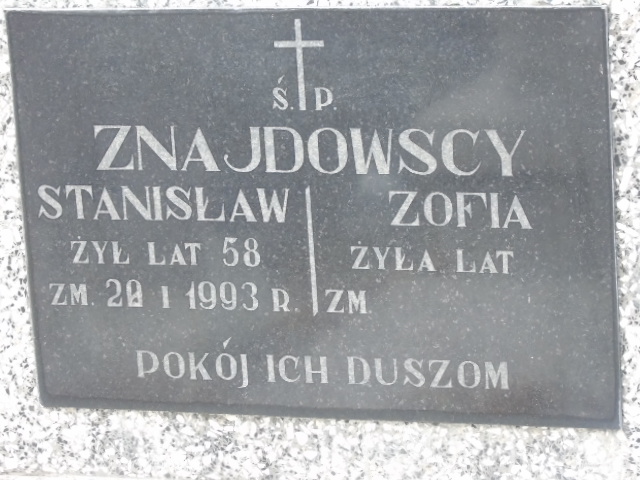 Ś. P.
ZNAJDOWSCY
STANISŁAW ZOFIA
ŻYŁ LAT 58 ŻYŁA LAT
ZM. I 1993 R. ZM.
POKÓJ ICH DUSZOM